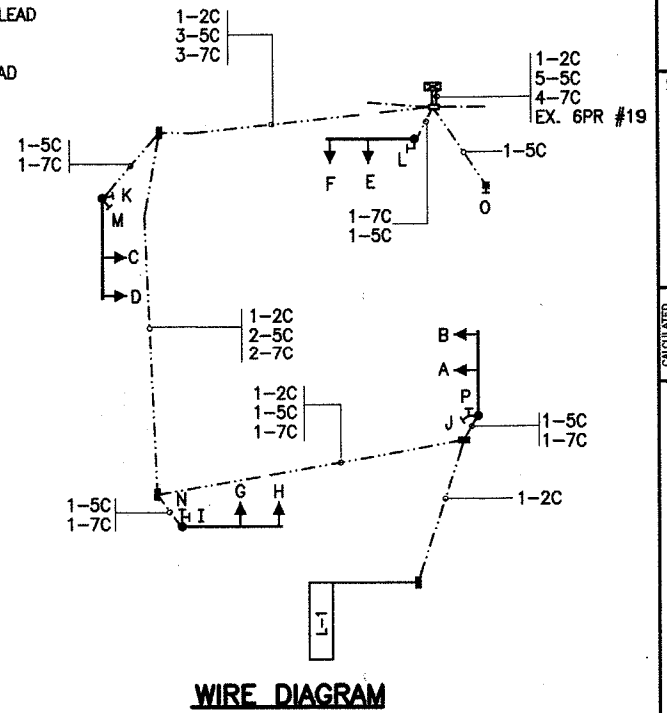 LEAD
AD
1-2C
3-5C
3-7C
1-2C
5-5C
4-7C
EX. 6PR #19
1-5C
1-7C
K
M
C
D
F
E
L
1-5C
O
1-7C
1-5C
1-2C
2-5C
2-7C
B
A
P
J
1-5C
1-7C
1-2C
1-5C
1-7C
1-5C
1-7C
N
I
G
H
1-2C
L-1
WIRE DIAGRAM
CALCULATED